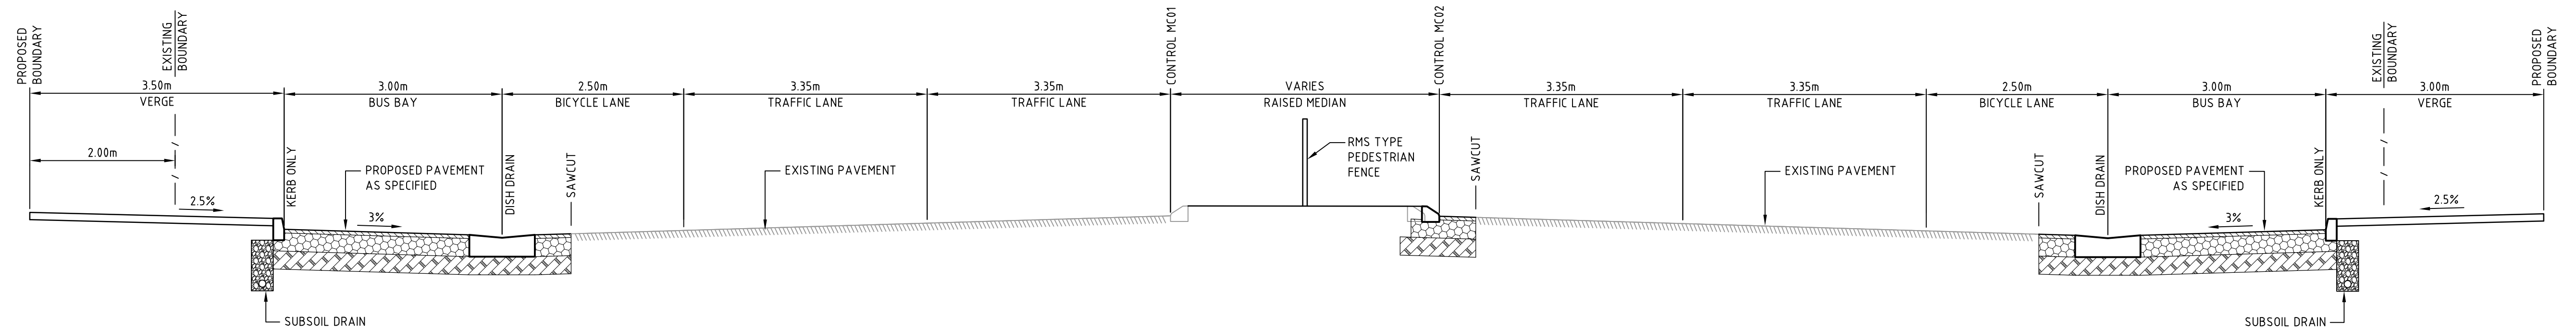 PROPOSED
BOUNDARY
EXISTING
BOUNDARY
CONTROL MC01
CONTROL MC02
EXISTING
BOUNDARY
PROPOSED
BOUNDARY
3.50m
VERGE
3.00m
BUS BAY
2.50m
BICYCLE LANE
3.35m
TRAFFIC LANE
3.35m
TRAFFIC LANE
VARIES
RAISED MEDIAN
3.35m
TRAFFIC LANE
3.35m
TRAFFIC LANE
2.50m
BICYCLE LANE
3.00m
BUS BAY
3.00m
VERGE
2.00m
2.5%
KERB ONLY
PROPOSED PAVEMENT
AS SPECIFIED
3%
DISH DRAIN
SAWCUT
EXISTING PAVEMENT
RMS TYPE
PEDESTRIAN
FENCE
SAWCUT
EXISTING PAVEMENT
SAWCUT
DISH DRAIN
PROPOSED PAVEMENT
AS SPECIFIED
3%
KERB ONLY
2.5%
SUBSOIL DRAIN
SUBSOIL DRAIN